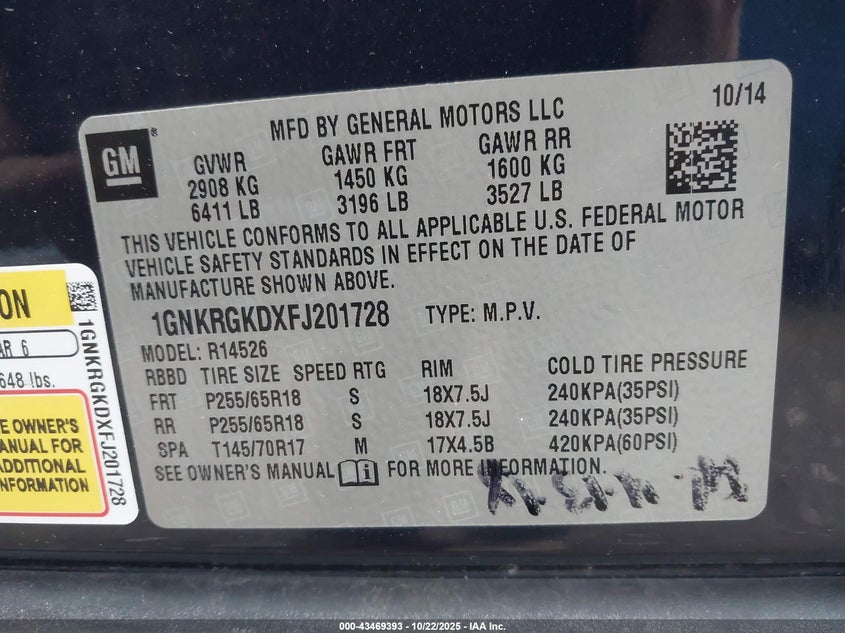 10/14
MFD BY GENERAL MOTORS LLC
GM
GVWR GAWR FRT GAWR RR
2908 KG 1450 KG 1600 KG
6411 LB 3196 LB 3527 LB
THIS VEHICLE CONFORMS TO ALL APPLICABLE U.S. FEDERAL MOTOR
VEHICLE SAFETY STANDARDS IN EFFECT ON THE DATE OF
MANUFACTURE SHOWN ABOVE.
1GNKRGKDXFJ201728 TYPE: M.P.V.
MODEL: R14526
RBBD TIRE SIZE SPEED RTG RIM COLD TIRE PRESSURE
FRT P255/65R18 S 18X7.5J 240KPA(35PSI)
RR P255/65R18 S 18X7.5J 240KPA(35PSI)
SPA T145/70R17 M 17X4.5B 420KPA(60PSI)
SEE OWNER'S MANUAL FOR MORE INFORMATION.
ON
AR 6
648 lbs.
E OWNER'S
ANUAL FOR
ADDITIONAL
NFORMATION
1GNKRGKDXFJ201728
000-43469393 - 10/22/2025 - IAA Inc.